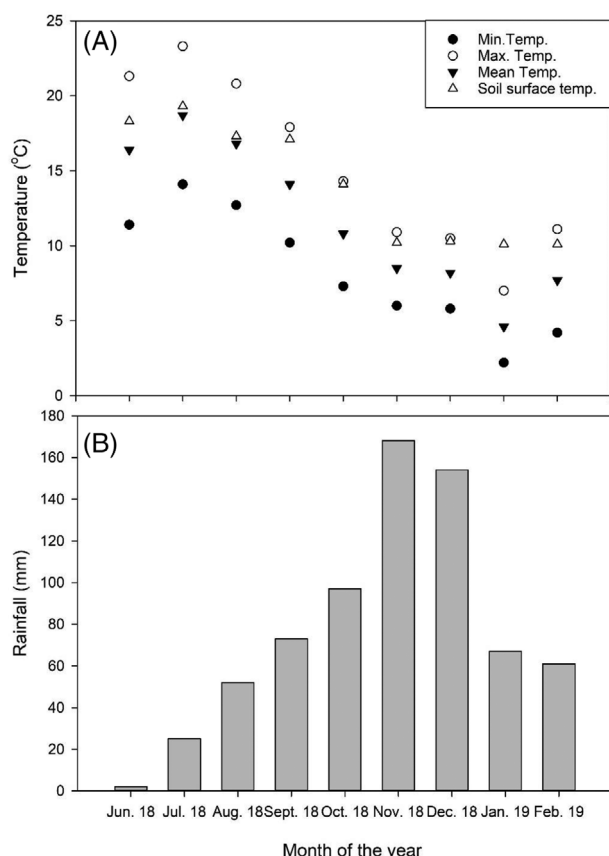 (A)
Min.Temp.
Max. Temp.
Mean Temp.
Soil surface temp.
Temperature (°C)
25
20
15
10
5
0
(B)
Rainfall (mm)
180
160
140
120
100
80
60
40
20
0
Jun. 18 Jul. 18 Aug. 18 Sept. 18 Oct. 18 Nov. 18 Dec. 18 Jan. 19 Feb. 19
Month of the year